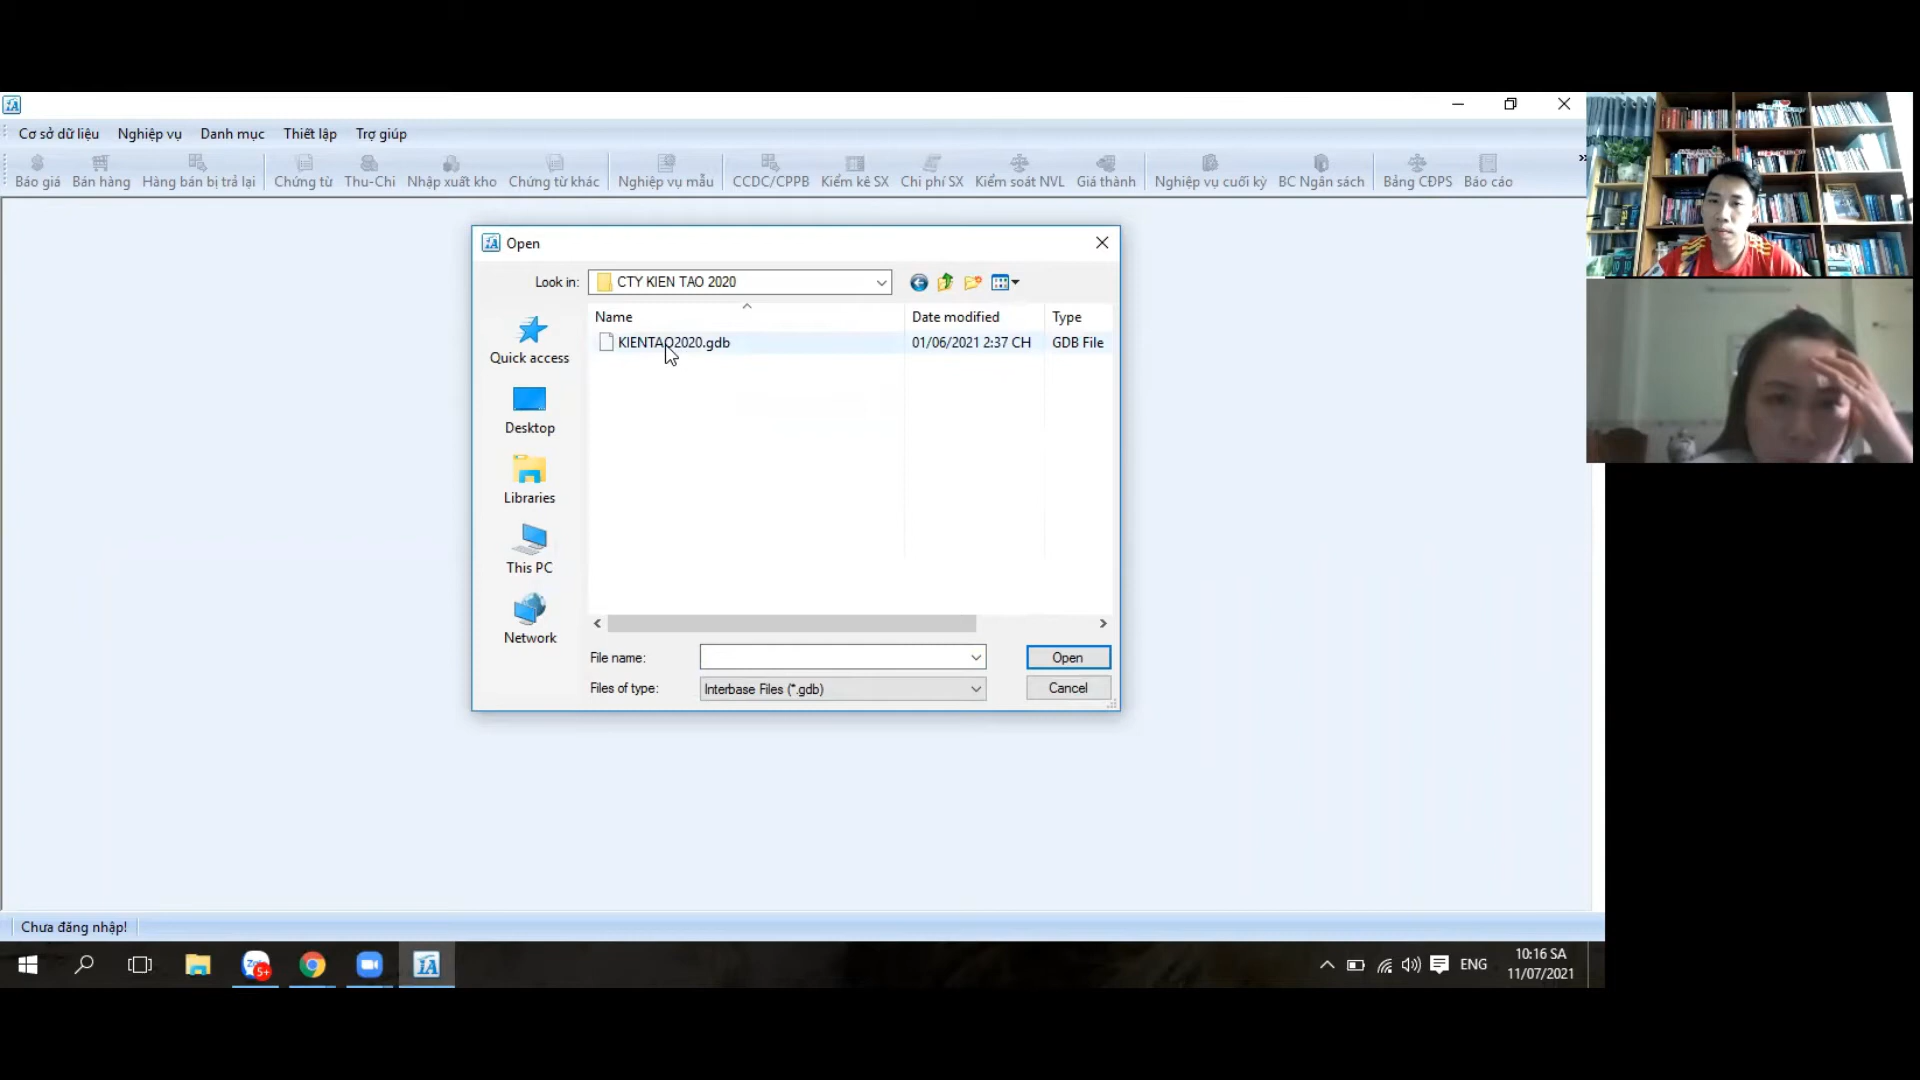 iA
Cơ sở dữ liệu Nghiệp vụ Danh mục Thiết lập Trợ giúp
Báo giá Bán hàng Hàng bán bị trả lại Chứng từ Thu-Chi Nhập xuất kho Chứng từ khác Nghiệp vụ mẫu CCDC/CPPB Kiểm kê SX Chi phí SX Kiểm soát NVL Giá thành Nghiệp vụ cuối kỳ BC Ngân sách Bảng CĐPS Báo cáo
iA Open
Look in: CTY KIEN TAO 2020
Name Date modified Type
KIENTAO2020.gdb 01/06/2021 2:37 CH GDB File
Quick access
Desktop
Libraries
This PC
Network
File name: Open
Files of type: Interbase Files (*.gdb) Cancel
Chưa đăng nhập!
5+ iA ENG 10:16 SA
11/07/2021